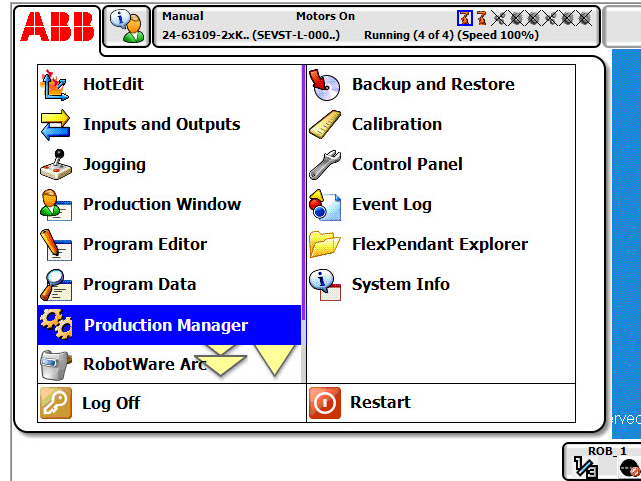 ABB
Manual Motors On
24-63109-2xK.. (SEVST-L-000..) Running (4 of 4) (Speed 100%)
HotEdit
Inputs and Outputs
Jogging
Production Window
Program Editor
Program Data
Production Manager
RobotWare Arc
Log Off
Backup and Restore
Calibration
Control Panel
Event Log
FlexPendant Explorer
System Info
Restart
ROB_1
1/3